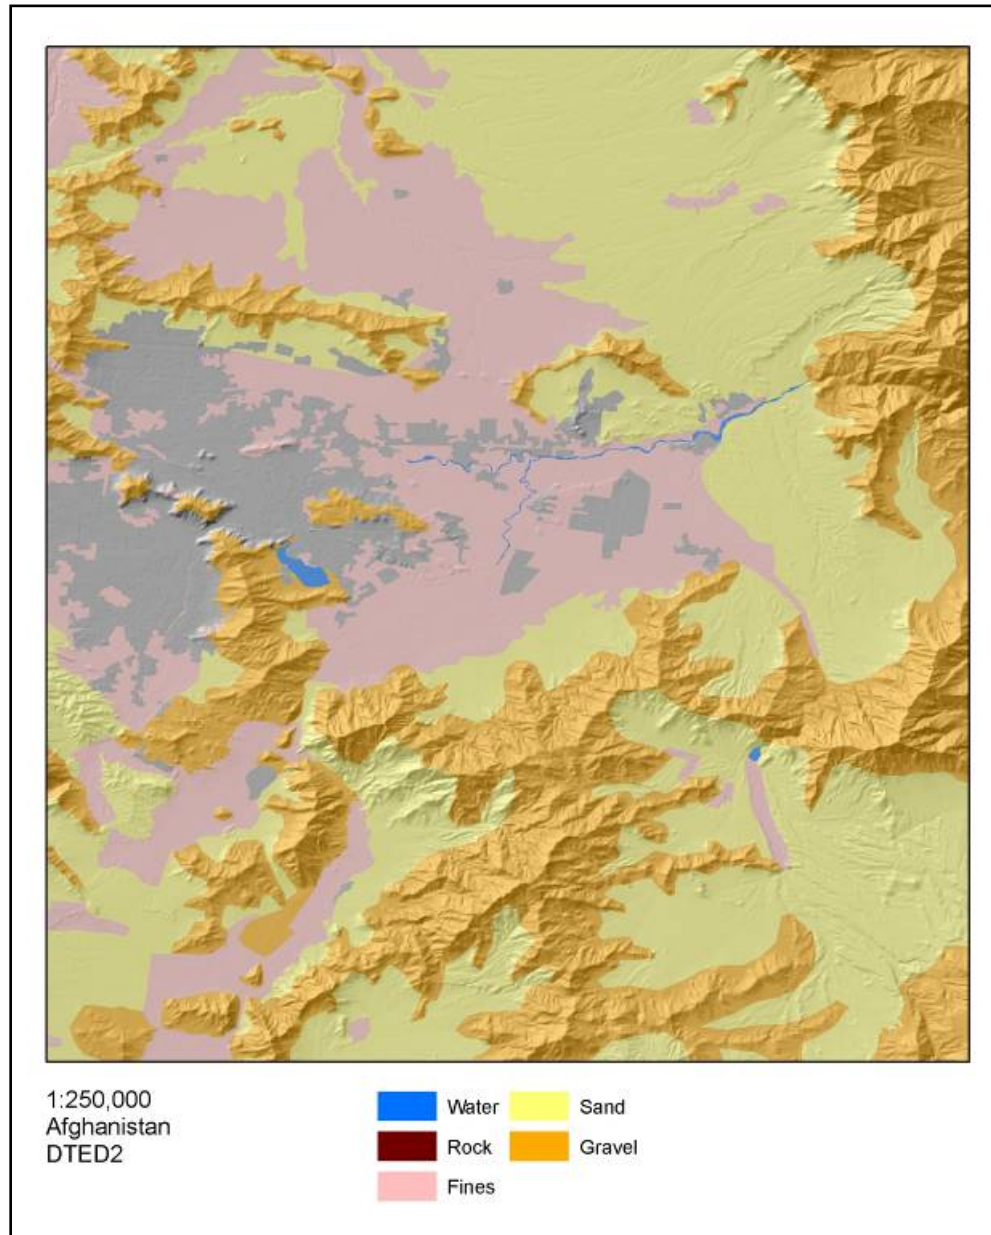 1:250,000
Afghanistan
DTED2
Water
Sand
Rock
Gravel
Fines